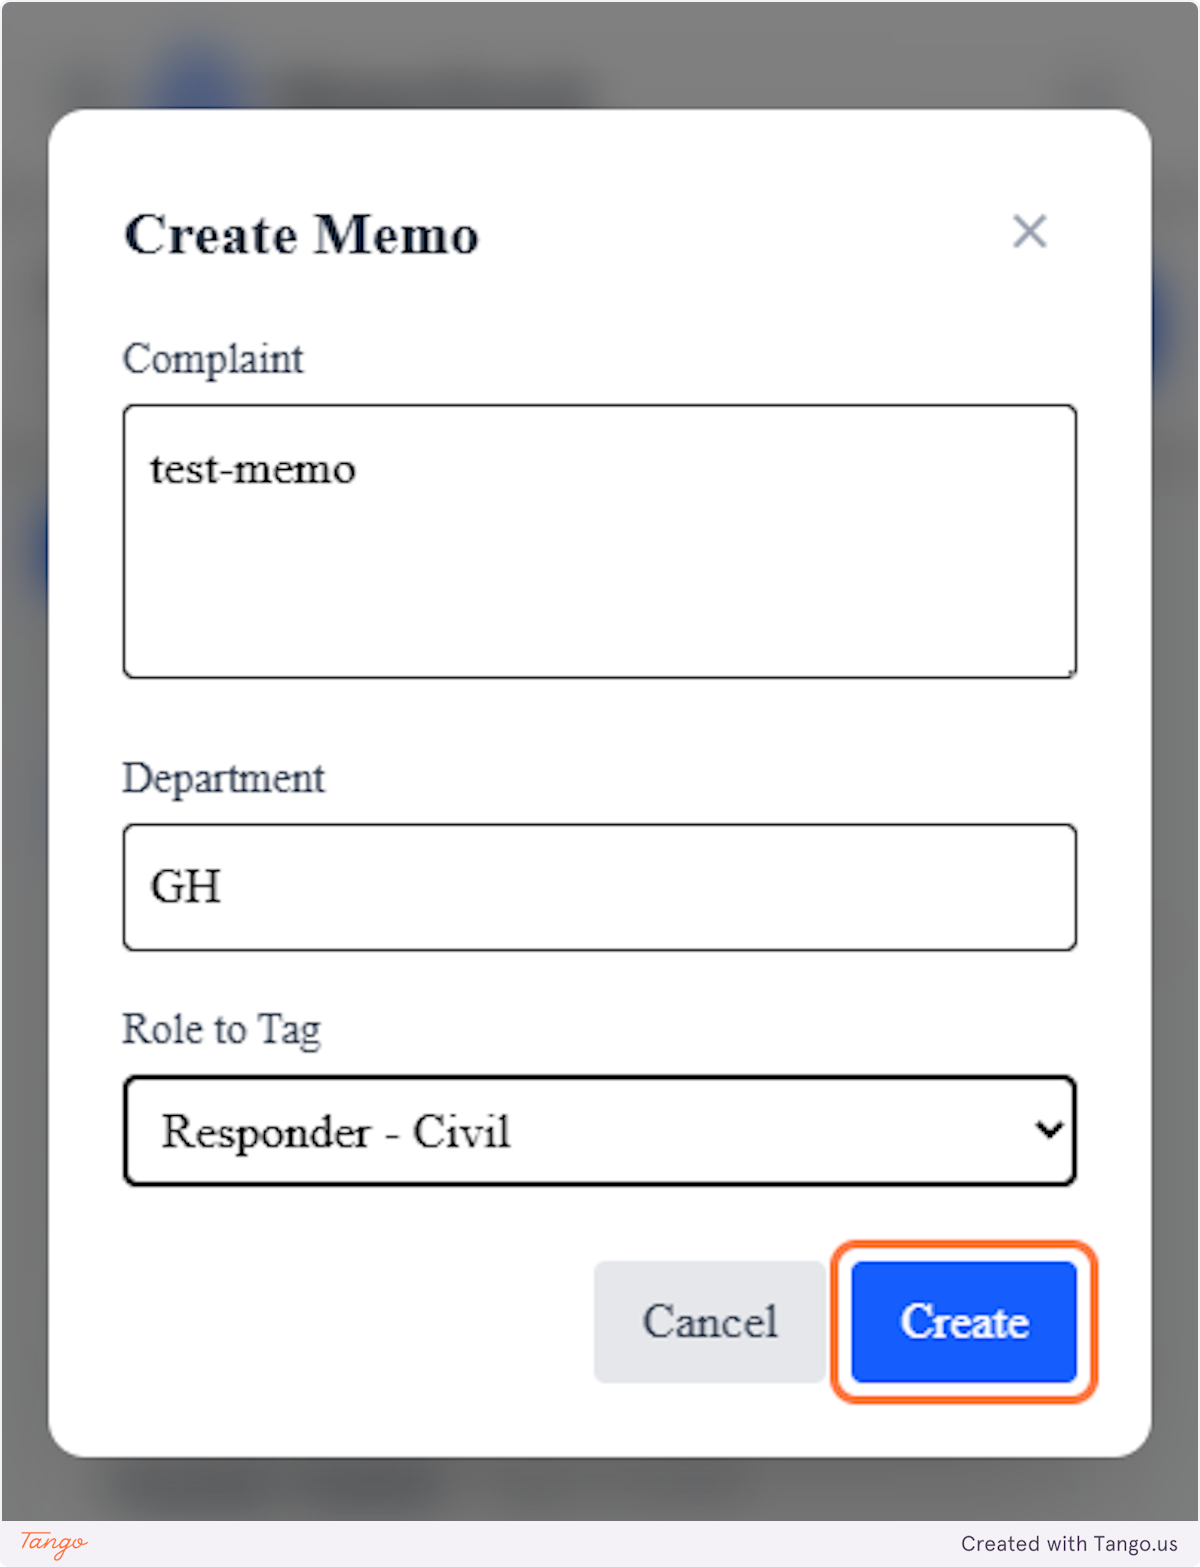 Create Memo
Complaint
test-memo
Department
GH
Role to Tag
Responder - Civil
Cancel
Create
Tango
Created with Tango.us